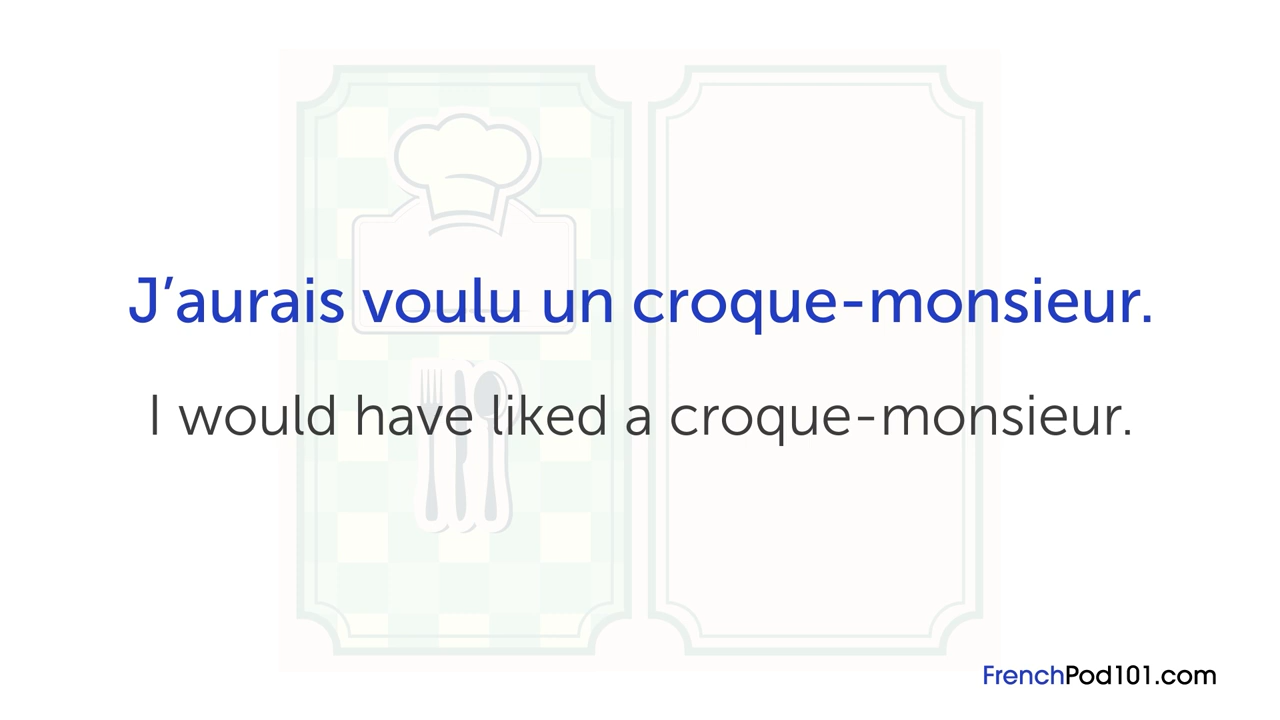 J’aurais voulu un croque-monsieur.
I would have liked a croque-monsieur.
FrenchPod101.com